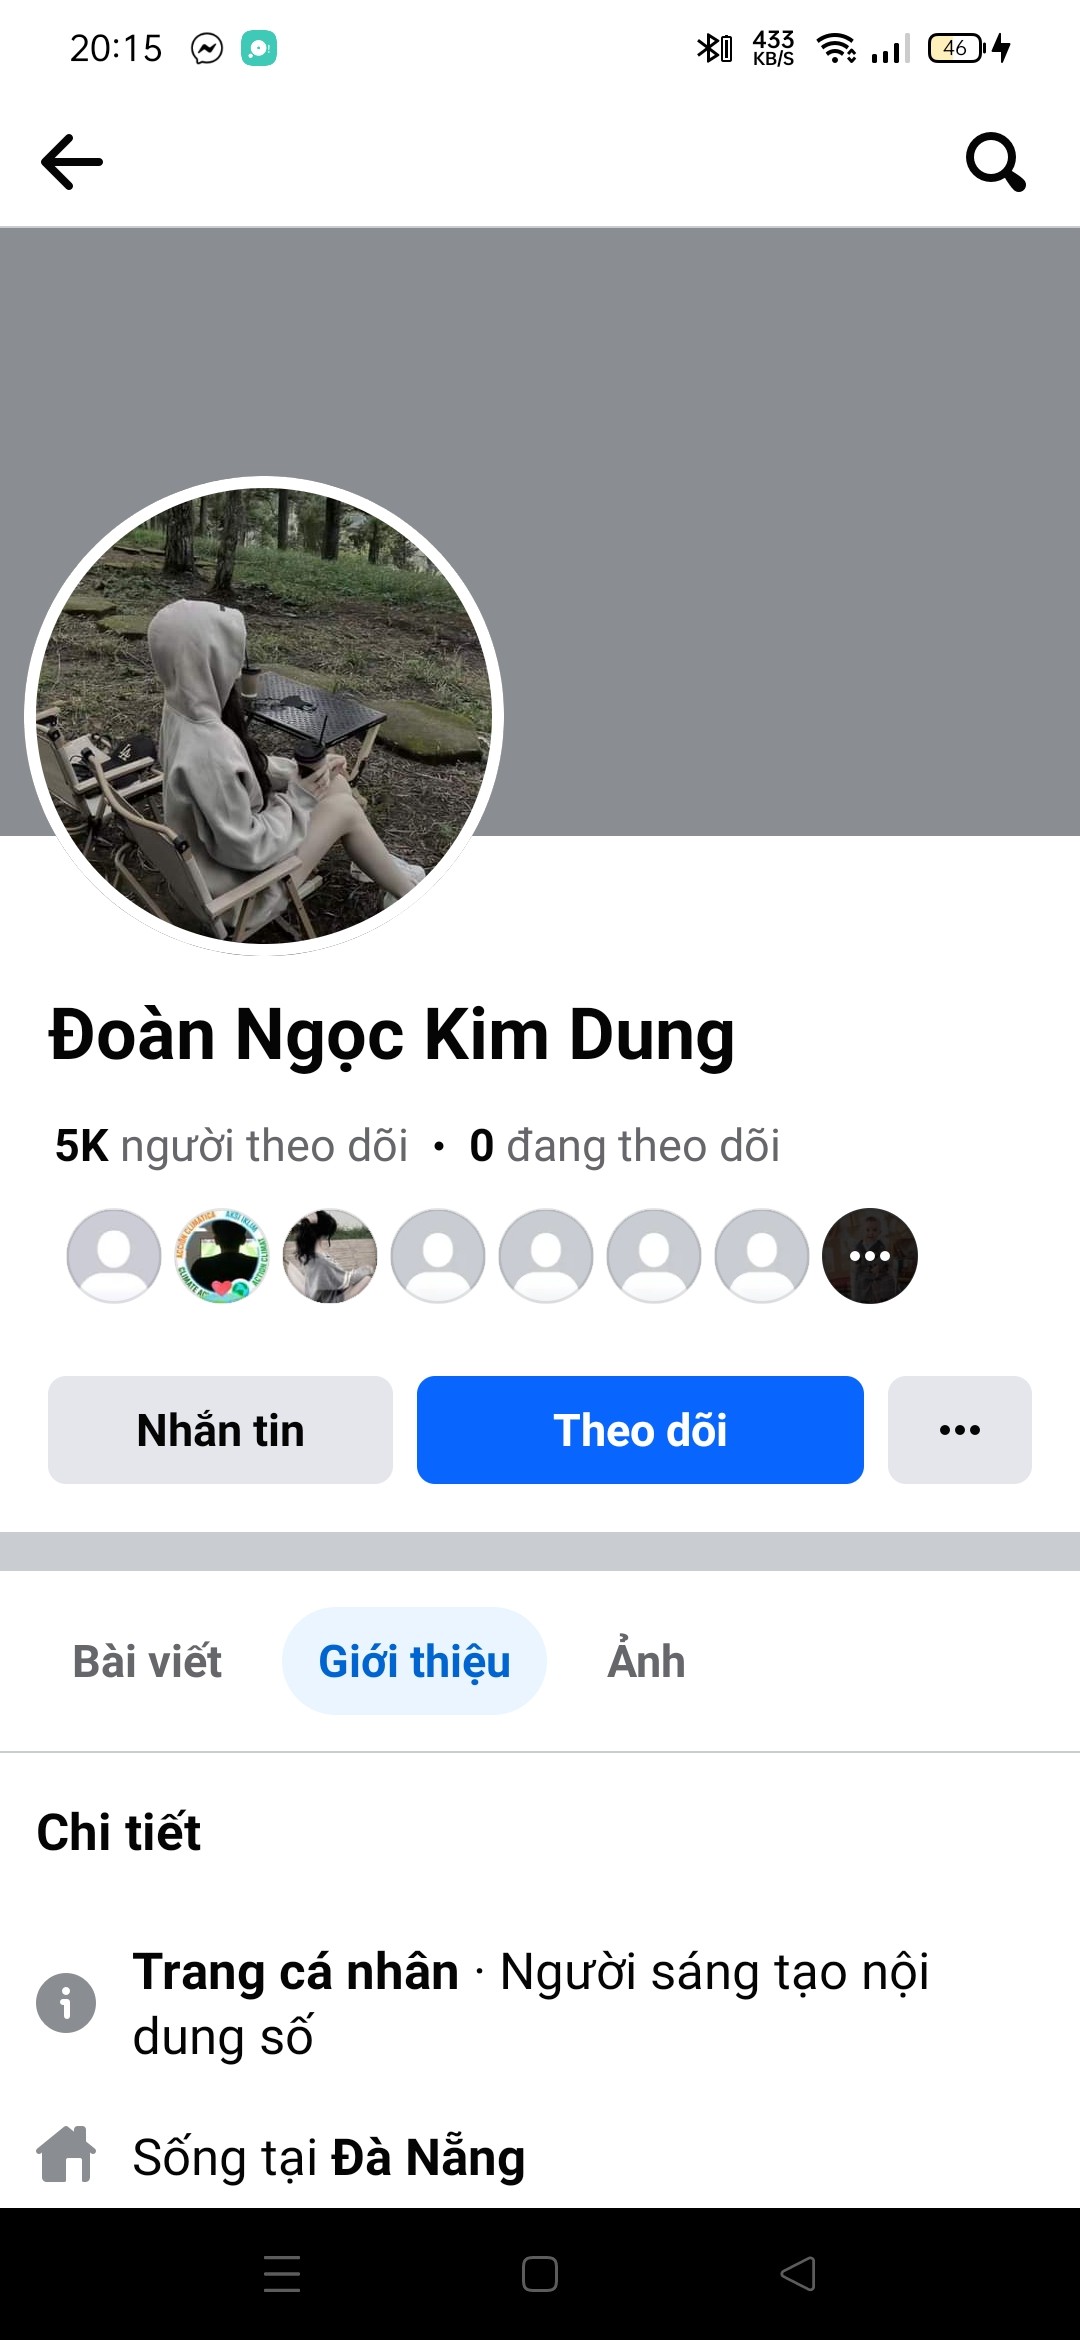 20:15
433
KB/S
46
Đoàn Ngọc Kim Dung
5K người theo dõi • 0 đang theo dõi
Nhắn tin
Theo dõi
Bài viết
Giới thiệu
Ảnh
Chi tiết
Trang cá nhân · Người sáng tạo nội
dung số
Sống tại Đà Nẵng